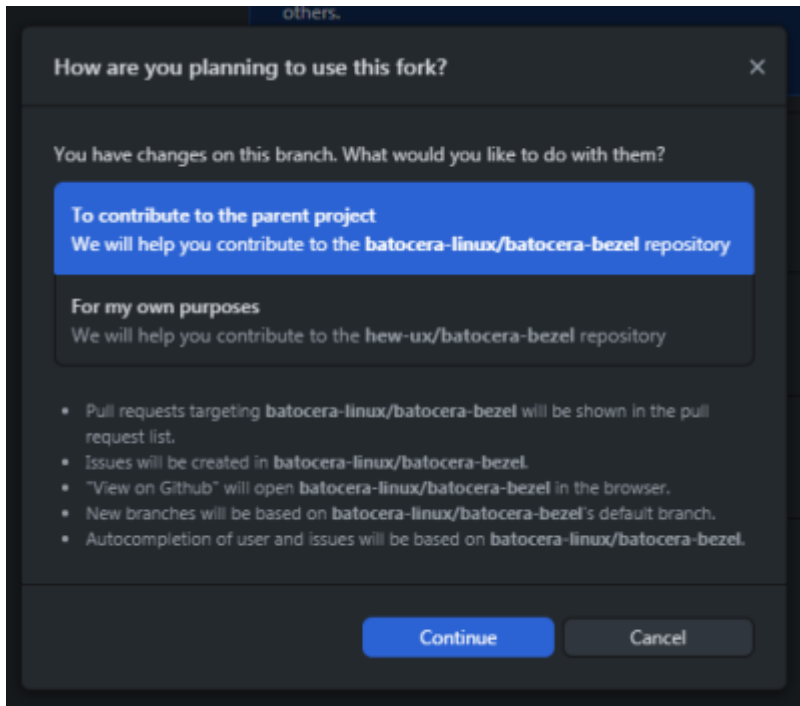 others.
How are you planning to use this fork?
You have changes on this branch. What would you like to do with them?
To contribute to the parent project
We will help you contribute to the batocera-linux/batocera-bezel repository
For my own purposes
We will help you contribute to the hew-ux/batocera-bezel repository
• Pull requests targeting batocera-linux/batocera-bezel will be shown in the pull
request list.
• Issues will be created in batocera-linux/batocera-bezel.
• "View on Github" will open batocera-linux/batocera-bezel in the browser.
• New branches will be based on batocera-linux/batocera-bezel's default branch.
• Autocompletion of user and issues will be based on batocera-linux/batocera-bezel.
Continue Cancel